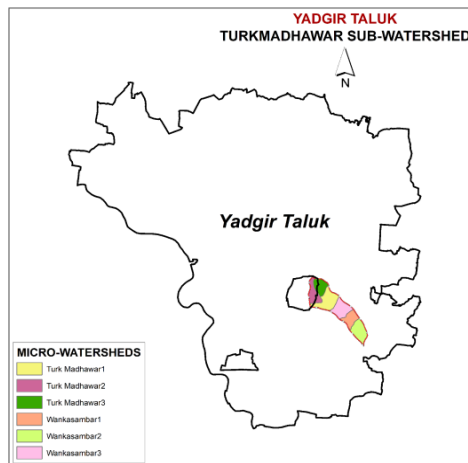 YADGIR TALUK
TURKMADHAWAR SUB-WATERSHED
N
Yadgir Taluk
MICRO-WATERSHEDS
Turk Madhawar1
Turk Madhawar2
Turk Madhawar3
Wankasambar1
Wankasambar2
Wankasambar3